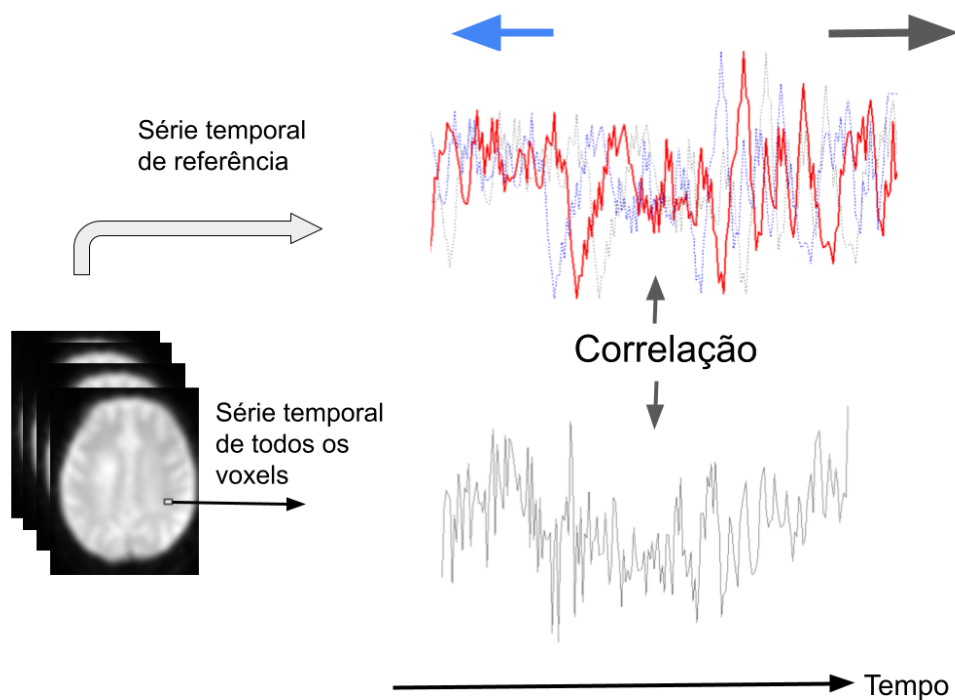 Série temporal
de referência
Correlação
Série temporal
de todos os
voxels
Tempo